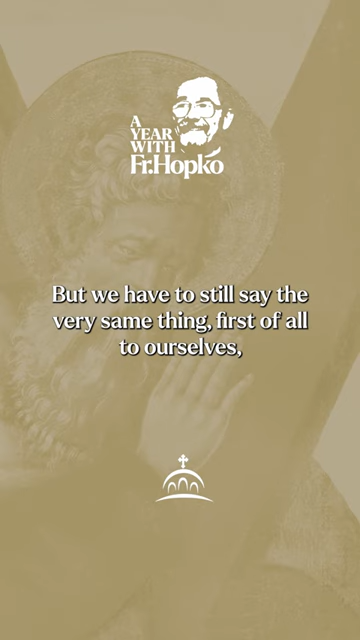 A
YEAR
WITH
Fr.Hopko
But we have to still say the
very same thing, first of all
to ourselves,